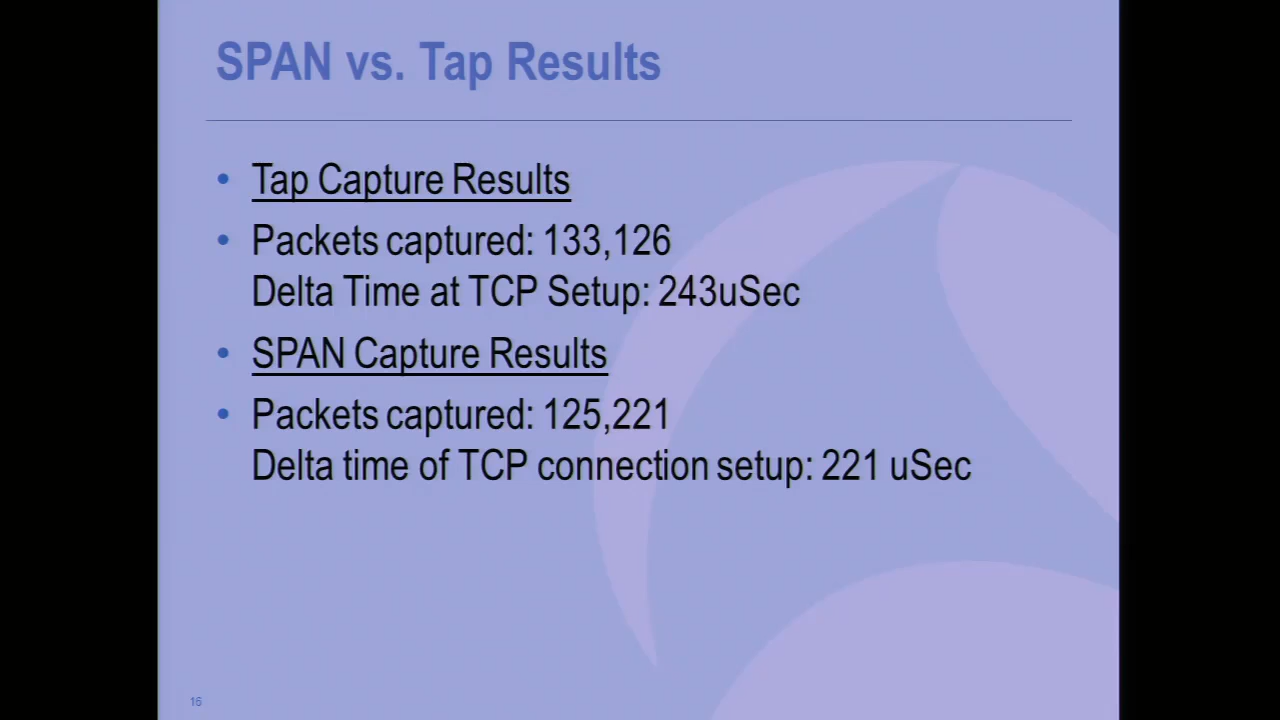 SPAN vs. Tap Results
• Tap Capture Results
• Packets captured: 133,126
Delta Time at TCP Setup: 243uSec
• SPAN Capture Results
• Packets captured: 125,221
Delta time of TCP connection setup: 221 uSec
16